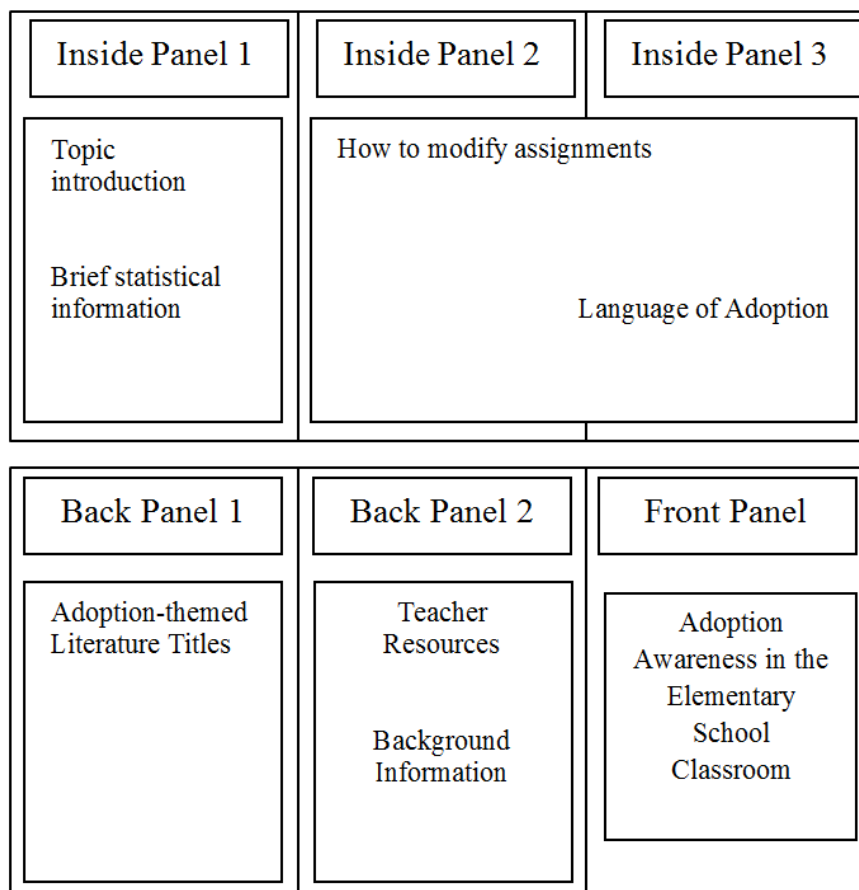 Inside Panel 1
Inside Panel 2
Inside Panel 3
Topic
introduction
Brief statistical
information
How to modify assignments
Language of Adoption
Back Panel 1
Back Panel 2
Front Panel
Adoption-themed
Literature Titles
Teacher
Resources
Background
Information
Adoption
Awareness in the
Elementary
School
Classroom